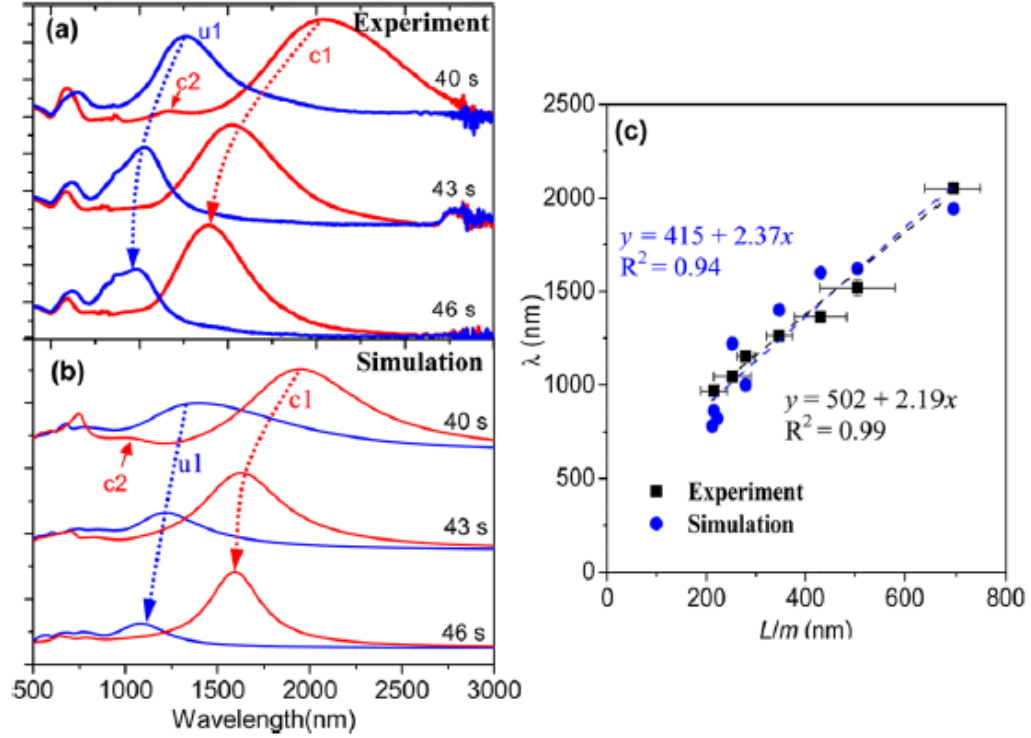 (a)
Experiment
u1
c1
c2
40 s
43 s
46 s
(b)
Simulation
c1
40 s
u1
c2
43 s
46 s
500 1000 1500 2000 2500 3000
Wavelength(nm)
(c)
2500
2000
1500
1000
500
0
λ (nm)
y = 415 + 2.37x
R² = 0.94
y = 502 + 2.19x
R² = 0.99
Experiment
Simulation
0 200 400 600 800
L/m (nm)